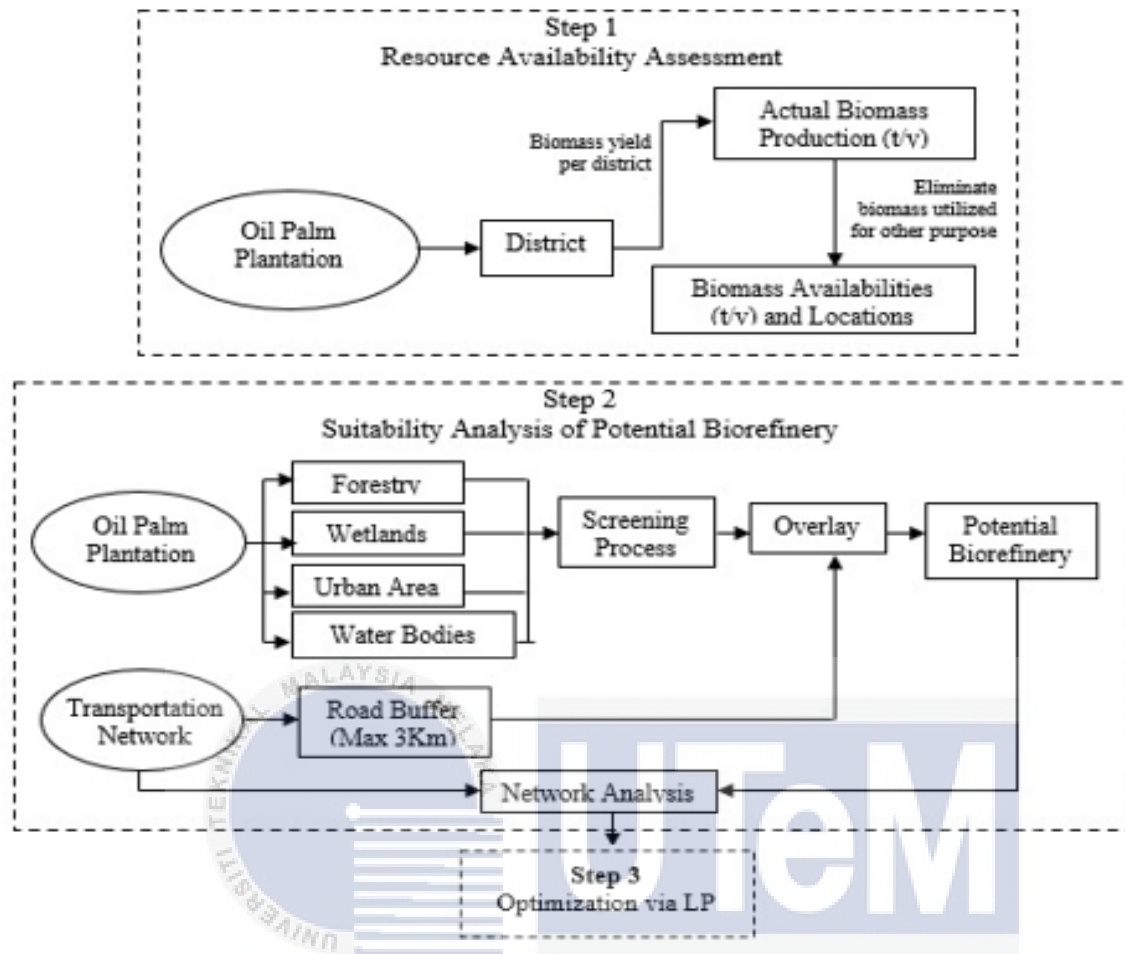 Step 1
Resource Availability Assessment
Actual Biomass
Production (t/v)
Biomass yield
per district
Eliminate
biomass utilized
for other purpose
Oil Palm
Plantation
District
Biomass Availabilities
(t/v) and Locations
Step 2
Suitability Analysis of Potential Biorefinery
Forestry
Oil Palm
Plantation
Wetlands
Screening
Process
Overlay
Potential
Biorefinery
Urban Area
Water Bodies
Transportation
Network
Road Buffer
(Max 3Km)
Network Analysis
Step 3
Optimization via LP
UNIVERSITI TEKNIKAL MALAYSIA MELAKA
UTeM